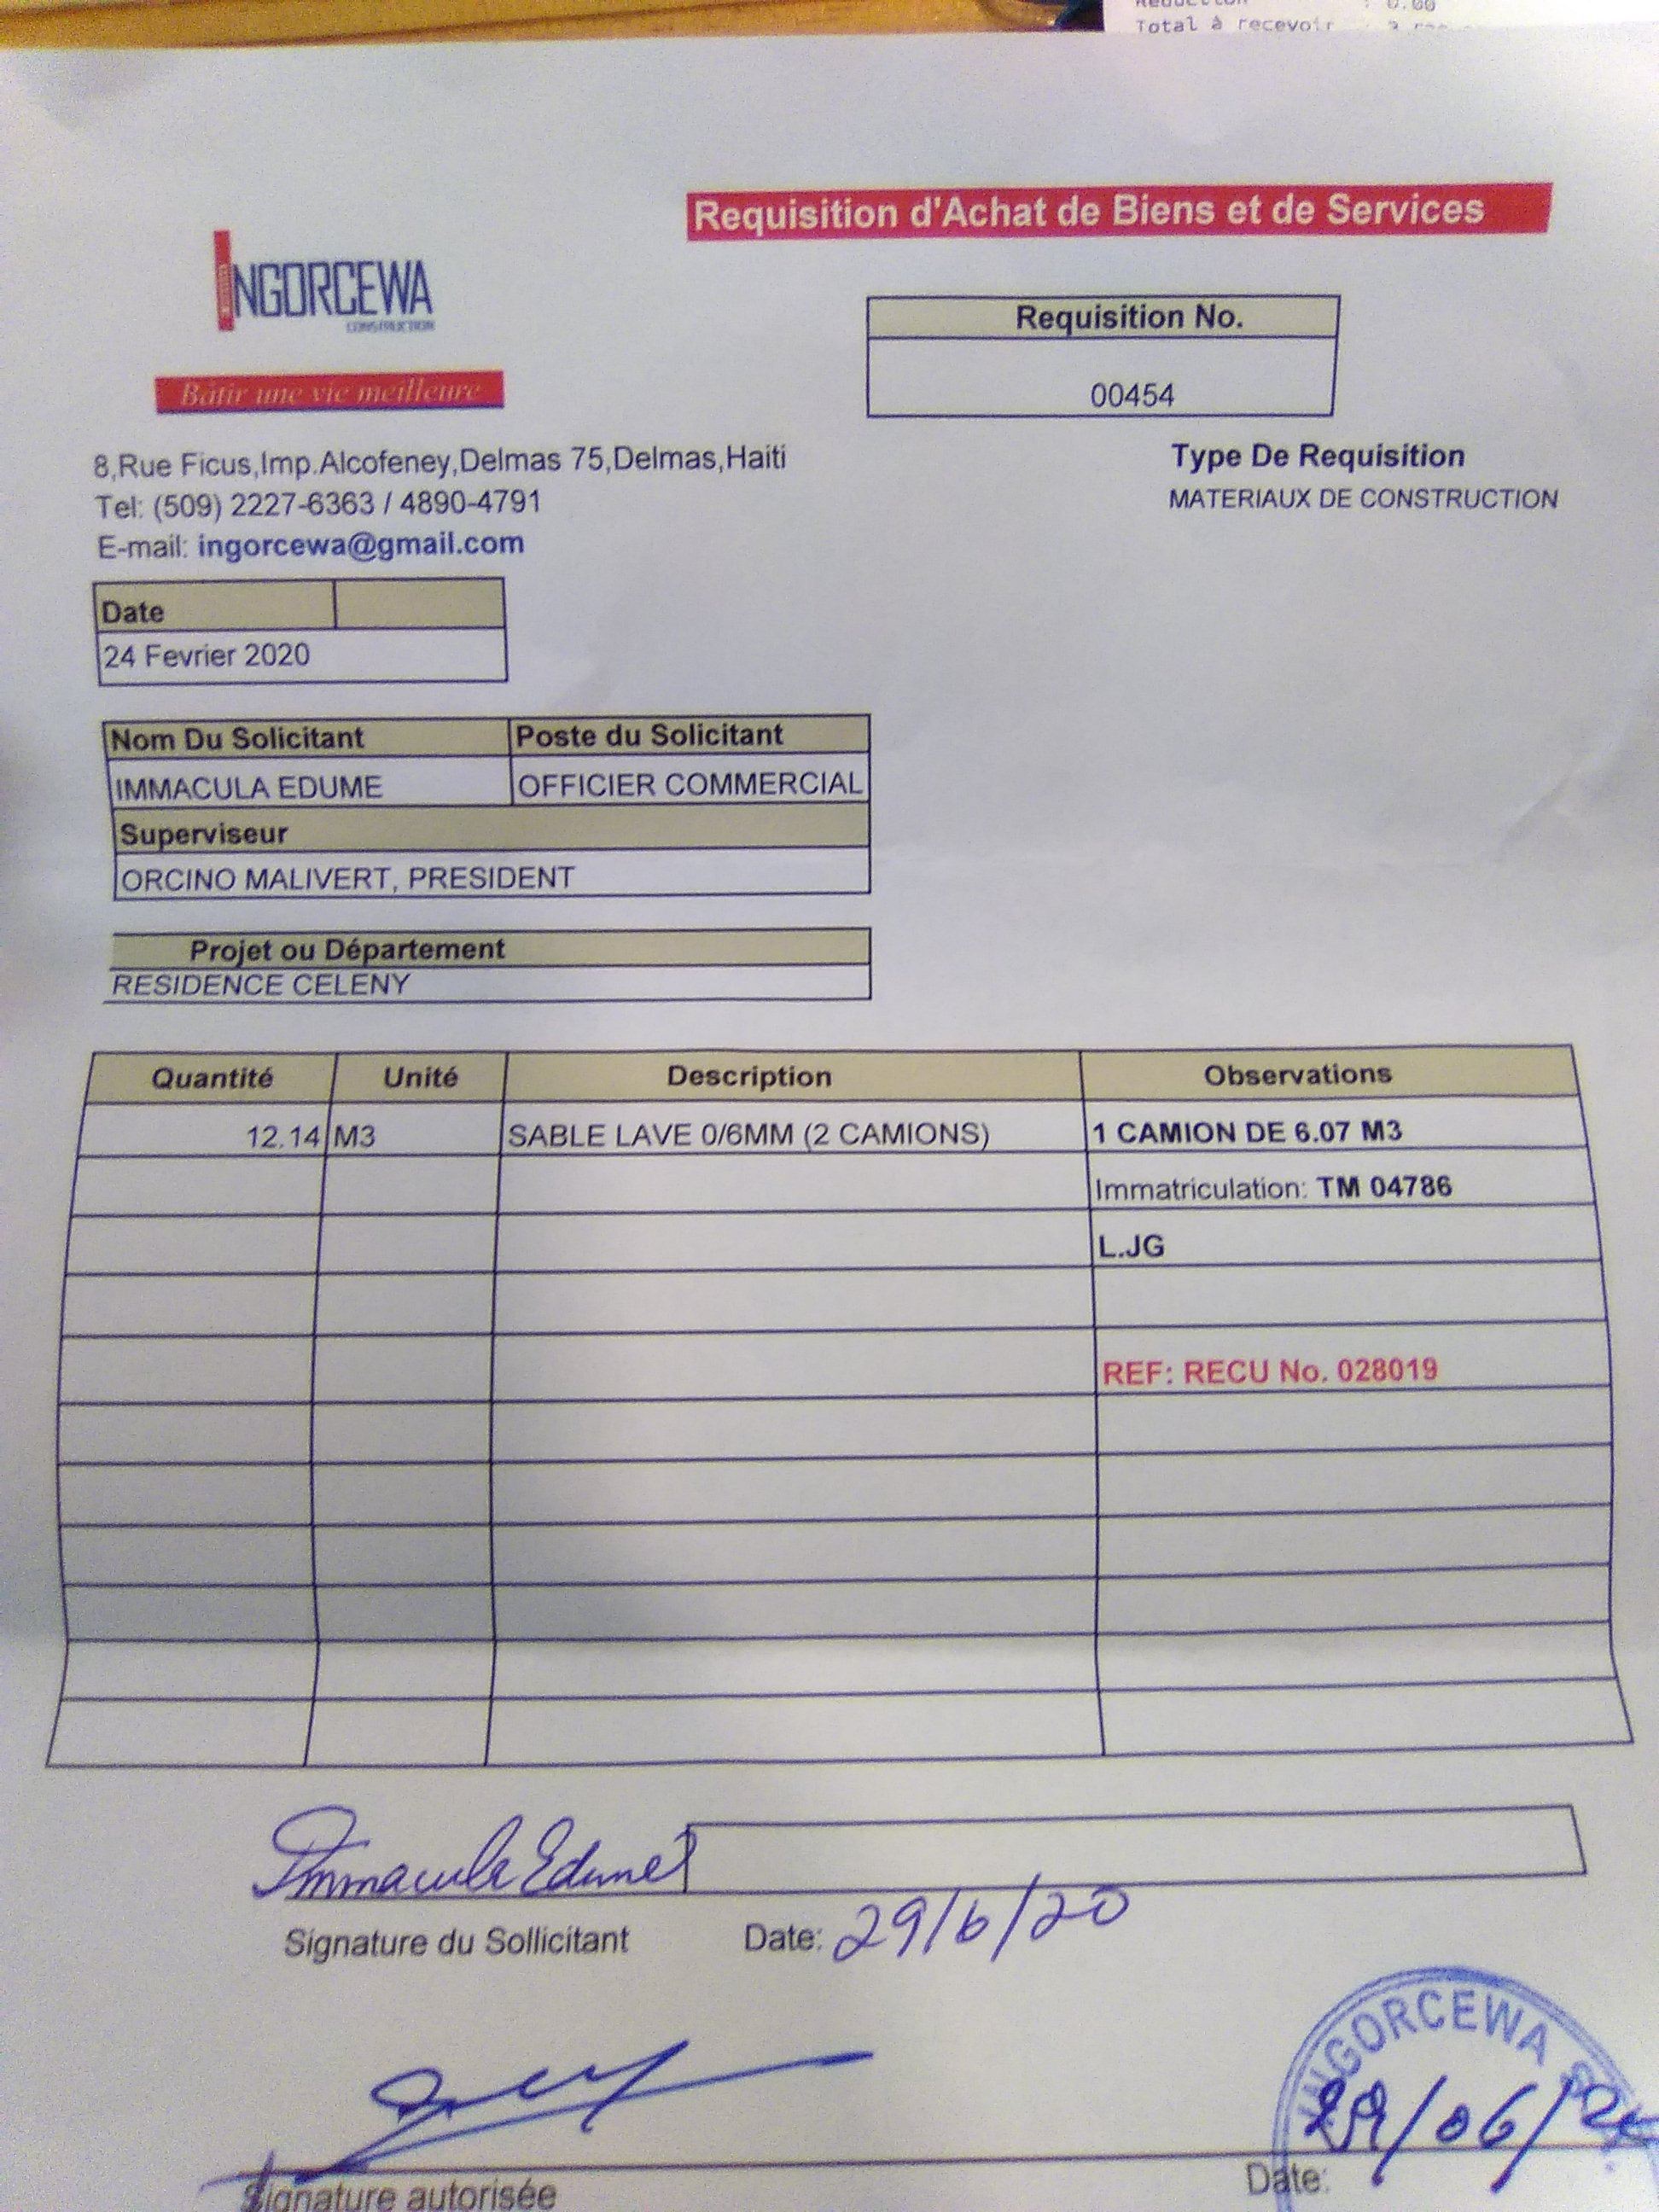 Total à recevoir
Requisition d'Achat de Biens et de Services
INGORCEWA
CONSTRUCTION
Bâtir une vie meilleure
Requisition No.
00454
8,Rue Ficus,Imp.Alcofeney,Delmas 75,Delmas,Haiti
Tel: (509) 2227-6363 / 4890-4791
E-mail: ingorcewa@gmail.com
Type De Requisition
MATERIAUX DE CONSTRUCTION
Date
24 Fevrier 2020
Nom Du Solicitant Poste du Solicitant
IMMACULA EDUME OFFICIER COMMERCIAL
Superviseur
ORCINO MALIVERT, PRESIDENT
Projet ou Département
RESIDENCE CELENY
Quantité Unité Description Observations
12.14 M3 SABLE LAVE 0/6MM (2 CAMIONS) 1 CAMION DE 6.07 M3
Immatriculation: TM 04786
L.JG
REF: RECU No. 028019
Immacula Edume
Signature du Sollicitant Date: 29/6/20
INGORCEWA
29/06/
Signature autorisée Date: